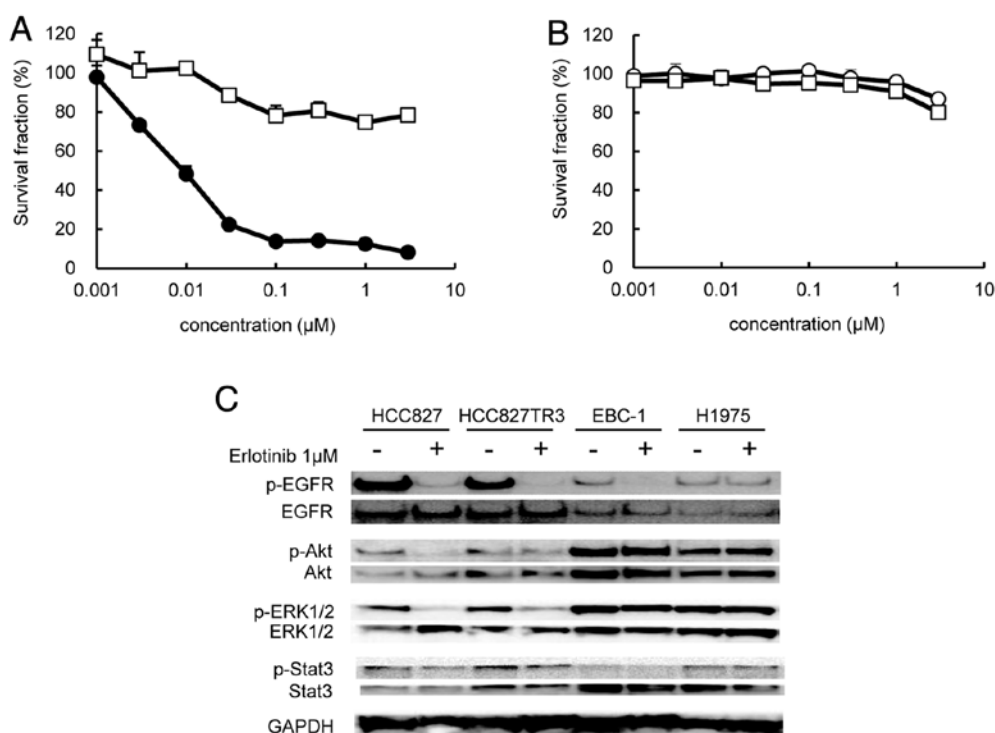 A
Survival fraction (%)
120
100
80
60
40
20
0
0.001 0.01 0.1 1 10
concentration (µM)
B
Suvival fraction (%)
120
100
80
60
40
20
0
0.001 0.01 0.1 1 10
concentration (µM)
C
HCC827 HCC827TR3 EBC-1 H1975
Erlotinib 1µM - + - + - + - +
p-EGFR
EGFR
p-Akt
Akt
p-ERK1/2
ERK1/2
p-Stat3
Stat3
GAPDH